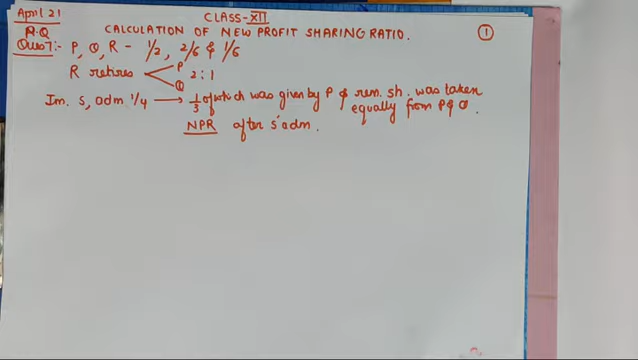 April 21
CLASS-XII
R.Q
CALCULATION OF NEW PROFIT SHARING RATIO.
1
Ques 7:- P, Q, R - 1/2, 2/6 & 1/6
R retires P 2:1
Q
Im. S, adm 1/4 → 1/3 of which was given by P & rem. sh. was taken
equally from P & Q.
NPR after s' adm.